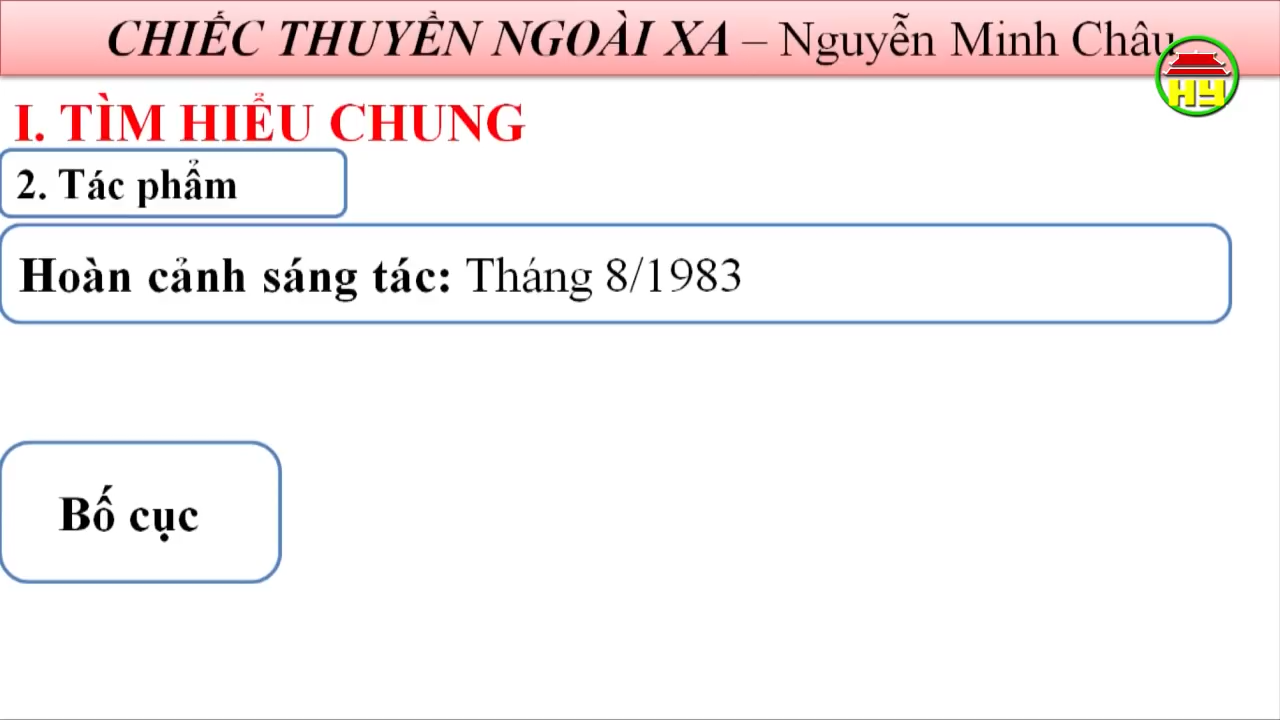 CHIẾC THUYỀN NGOÀI XA – Nguyễn Minh Châu
HY
I. TÌM HIỂU CHUNG
2. Tác phẩm
Hoàn cảnh sáng tác: Tháng 8/1983
Bố cục